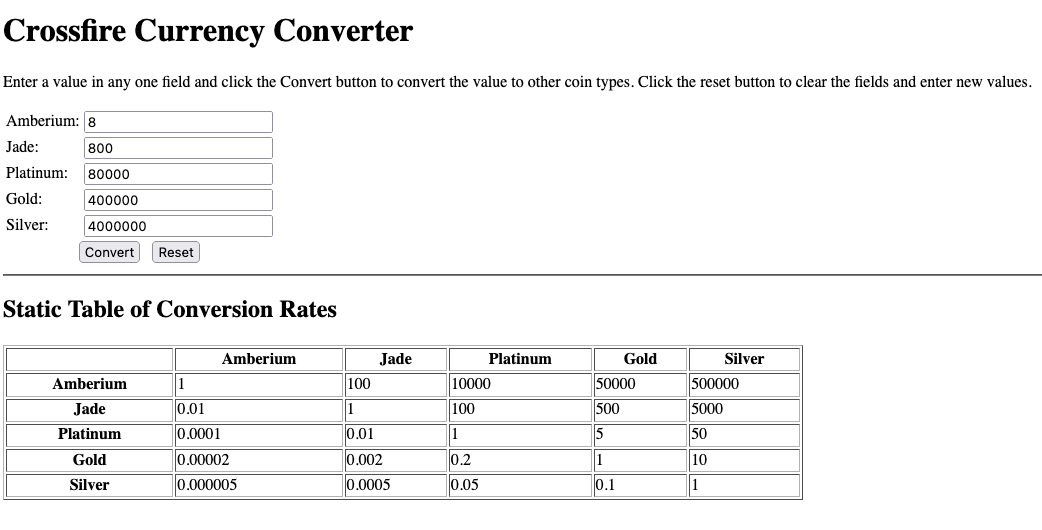 Crossfire Currency Converter
Enter a value in any one field and click the Convert button to convert the value to other coin types. Click the reset button to clear the fields and enter new values.
Amberium: 8
Jade: 800
Platinum: 80000
Gold: 400000
Silver: 4000000
Convert Reset
Static Table of Conversion Rates
Amberium Jade Platinum Gold Silver
Amberium 1 100 10000 50000 500000
Jade 0.01 1 100 500 5000
Platinum 0.0001 0.01 1 5 50
Gold 0.00002 0.002 0.2 1 10
Silver 0.000005 0.0005 0.05 0.1 1